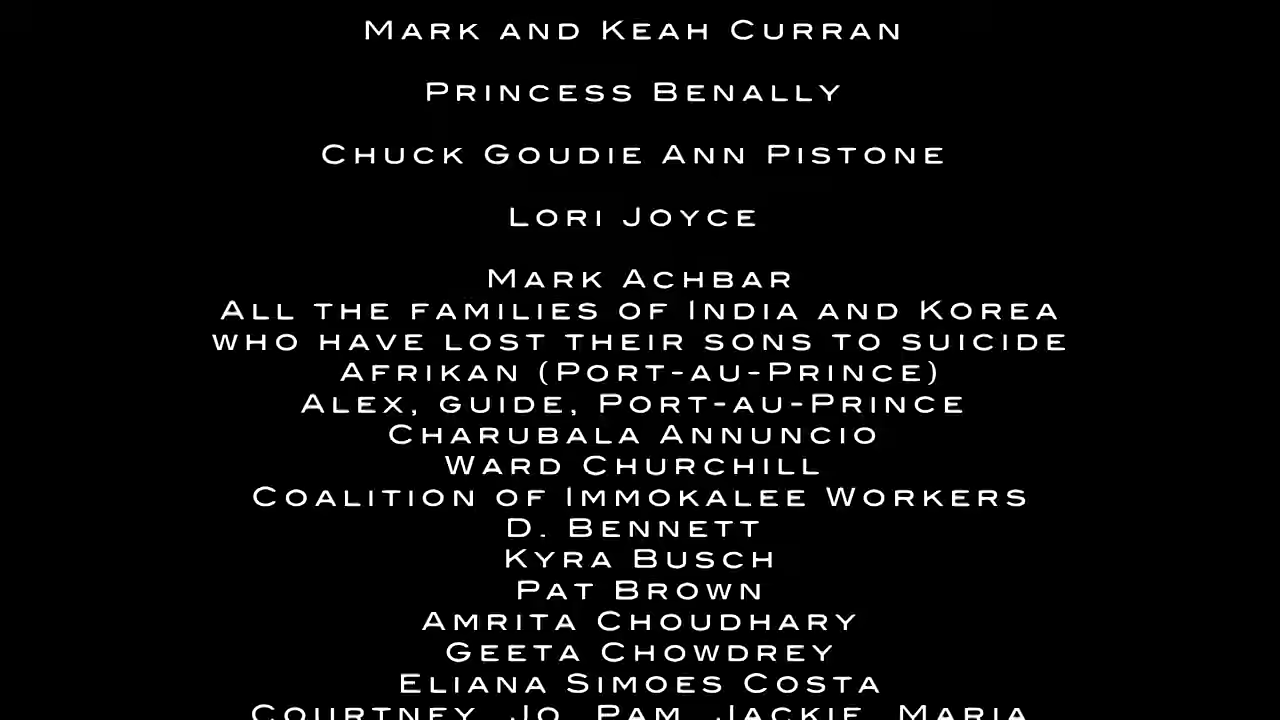 Mark and Keah Curran
Princess Benally
Chuck Goudie Ann Pistone
Lori Joyce
Mark Achbar
All the families of India and Korea
who have lost their sons to suicide
Afrikan (Port-au-Prince)
Alex, guide, Port-au-Prince
Charubala Annuncio
Ward Churchill
Coalition of Immokalee Workers
D. Bennett
Kyra Busch
Pat Brown
Amrita Choudhary
Geeta Chowdrey
Eliana Simoes Costa
Courtney, Jo, Pam, Jackie, Maria